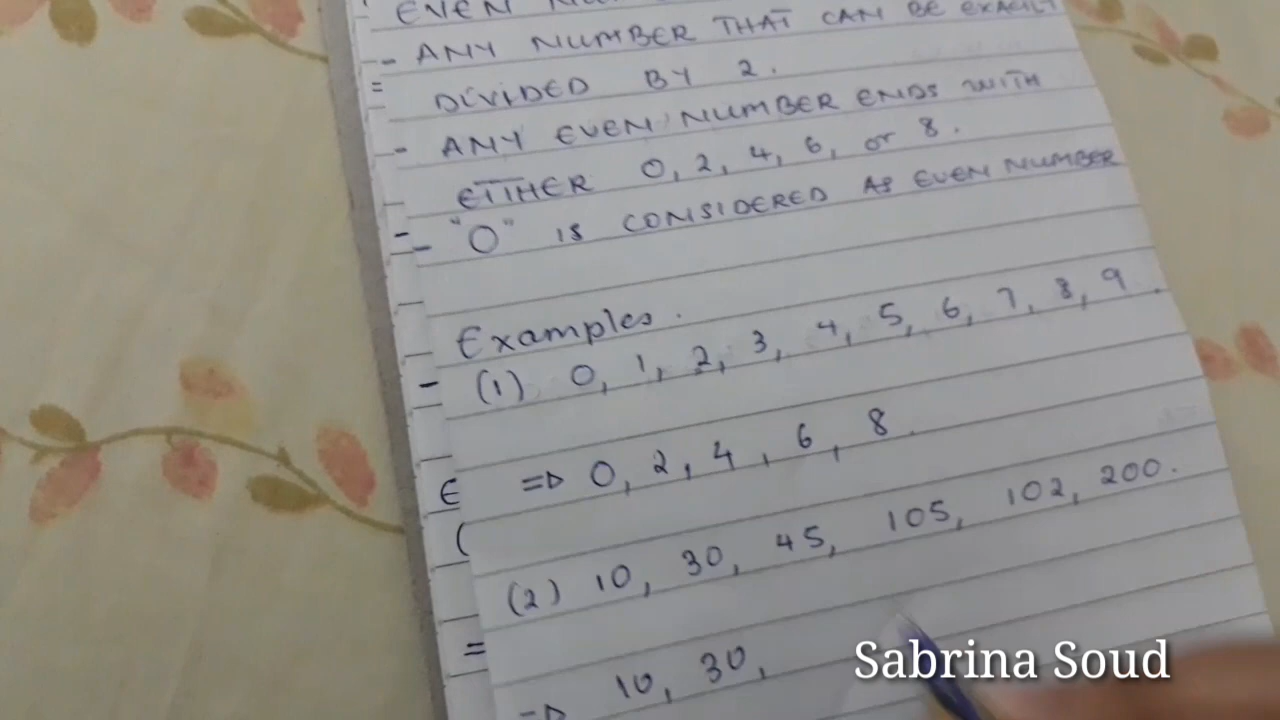 EVEN
- ANY NUMBER THAT CAN BE EXACTLY
DIVIDED BY 2.
- ANY EVEN NUMBER ENDS WITH
EITHER 0, 2, 4, 6, or 8.
- "0" IS CONSIDERED AS EVEN NUMBER
Examples.
(1) 0, 1, 2, 3, 4, 5, 6, 7, 8, 9.
=> 0, 2, 4, 6, 8.
(2) 10, 30, 45, 105, 102, 200.
=> 10, 30,
Sabrina Soud